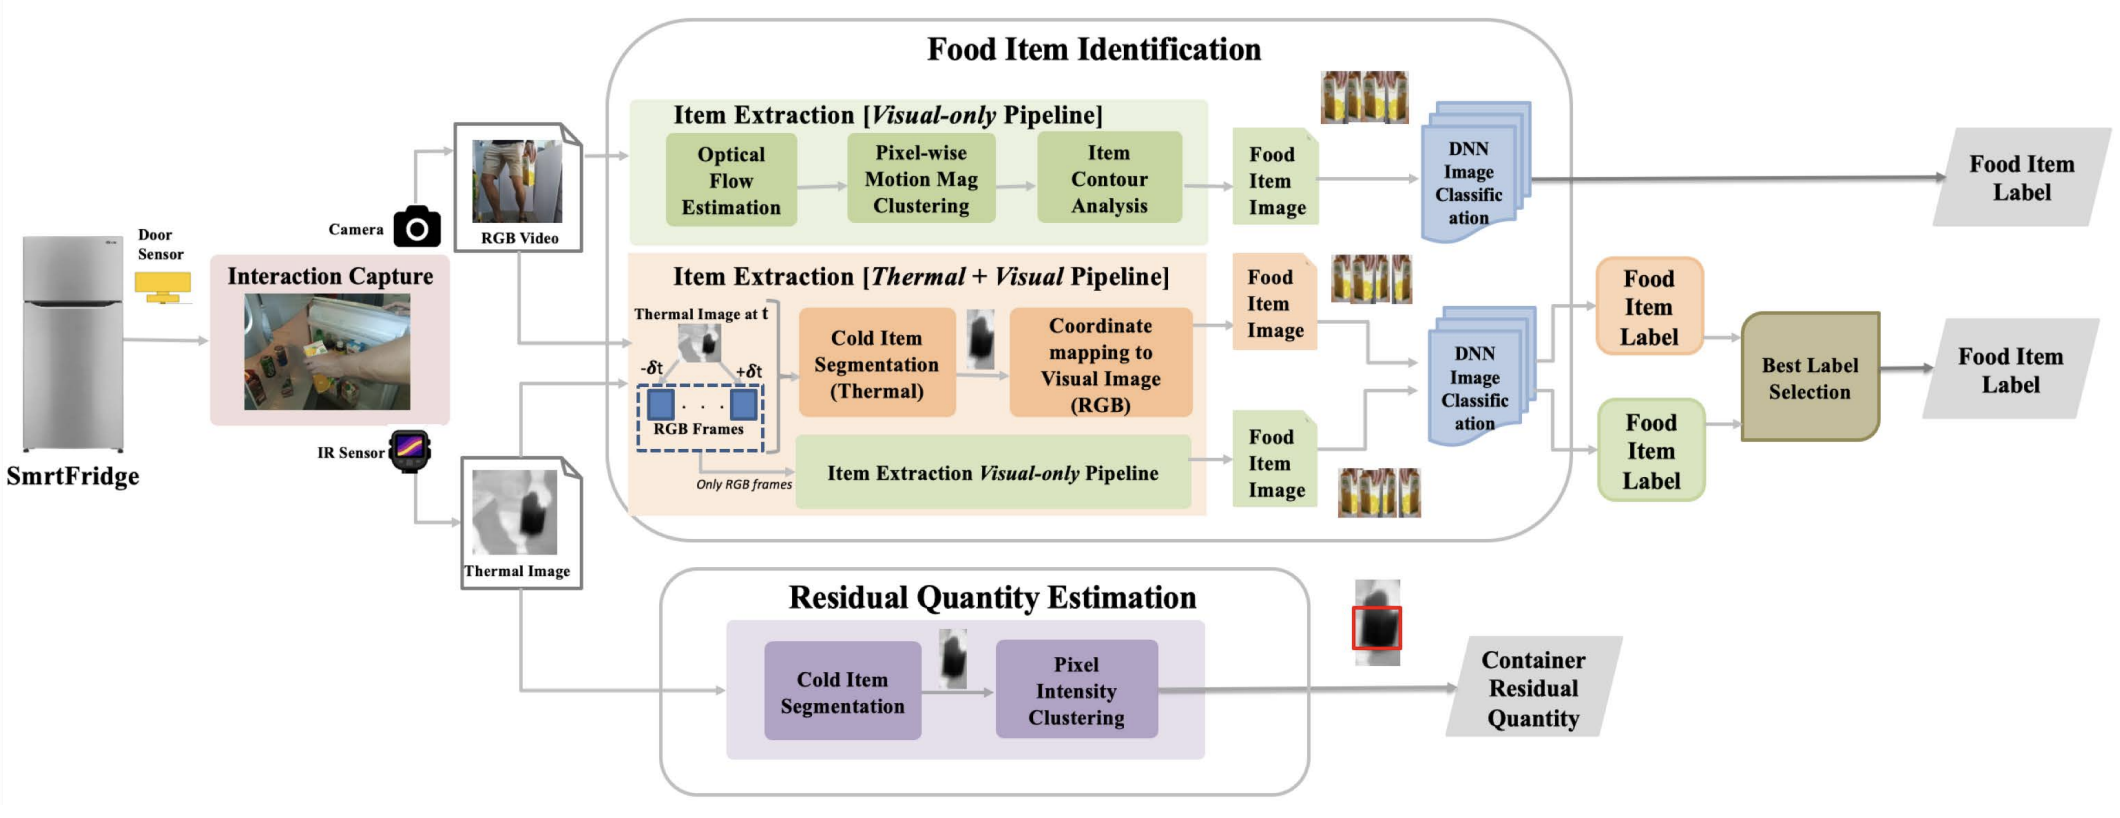 Food Item Identification
Item Extraction [Visual-only Pipeline]
Optical
Flow
Estimation
Pixel-wise
Motion Mag
Clustering
Item
Contour
Analysis
Food
Item
Image
DNN
Image
Classific
ation
Food Item
Label
Camera
RGB Video
Door
Sensor
Interaction Capture
SmrtFridge
IR Sensor
Thermal Image
Item Extraction [Thermal + Visual Pipeline]
Thermal Image at t
-δt
+δt
. . .
RGB Frames
Only RGB frames
Cold Item
Segmentation
(Thermal)
Coordinate
mapping to
Visual Image
(RGB)
Item Extraction Visual-only Pipeline
Food
Item
Image
Food
Item
Image
DNN
Image
Classific
ation
Food
Item
Label
Food
Item
Label
Best Label
Selection
Food Item
Label
Residual Quantity Estimation
Cold Item
Segmentation
Pixel
Intensity
Clustering
Container
Residual
Quantity